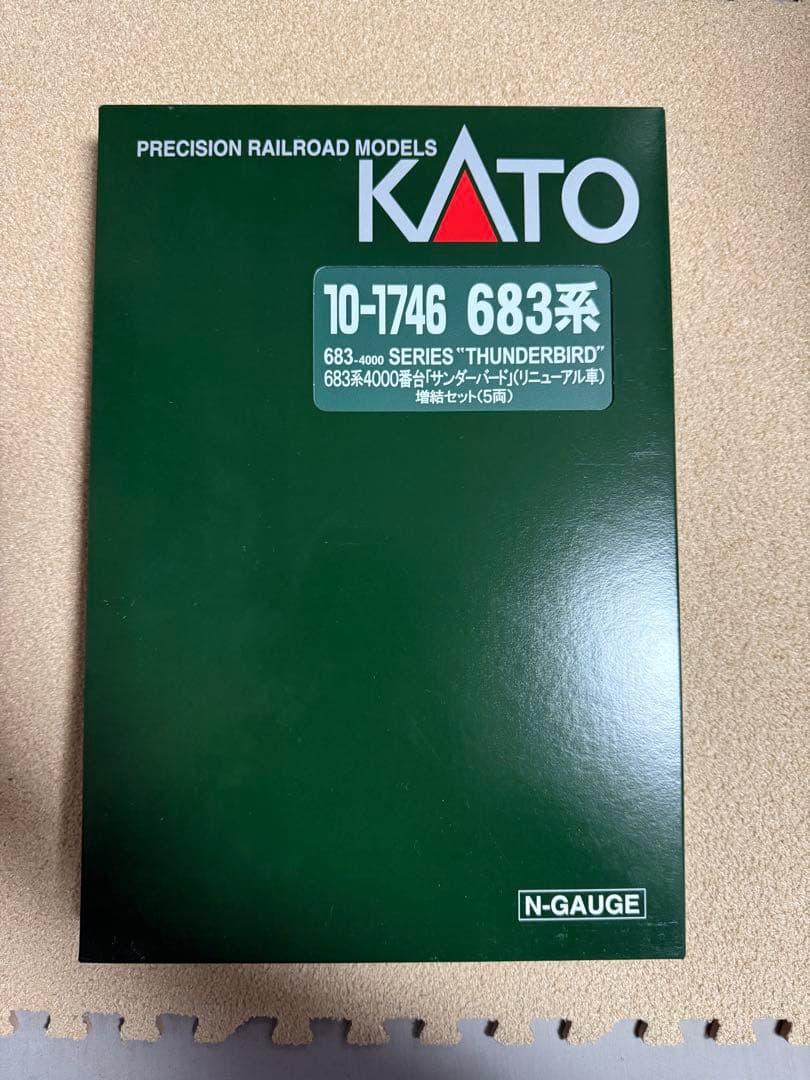 PRECISION RAILROAD MODELS
KATO
10-1746 683系
683-4000 SERIES "THUNDERBIRD"
683系4000番台「サンダーバード」(リニューアル車)
増結セット(5両)
N-GAUGE